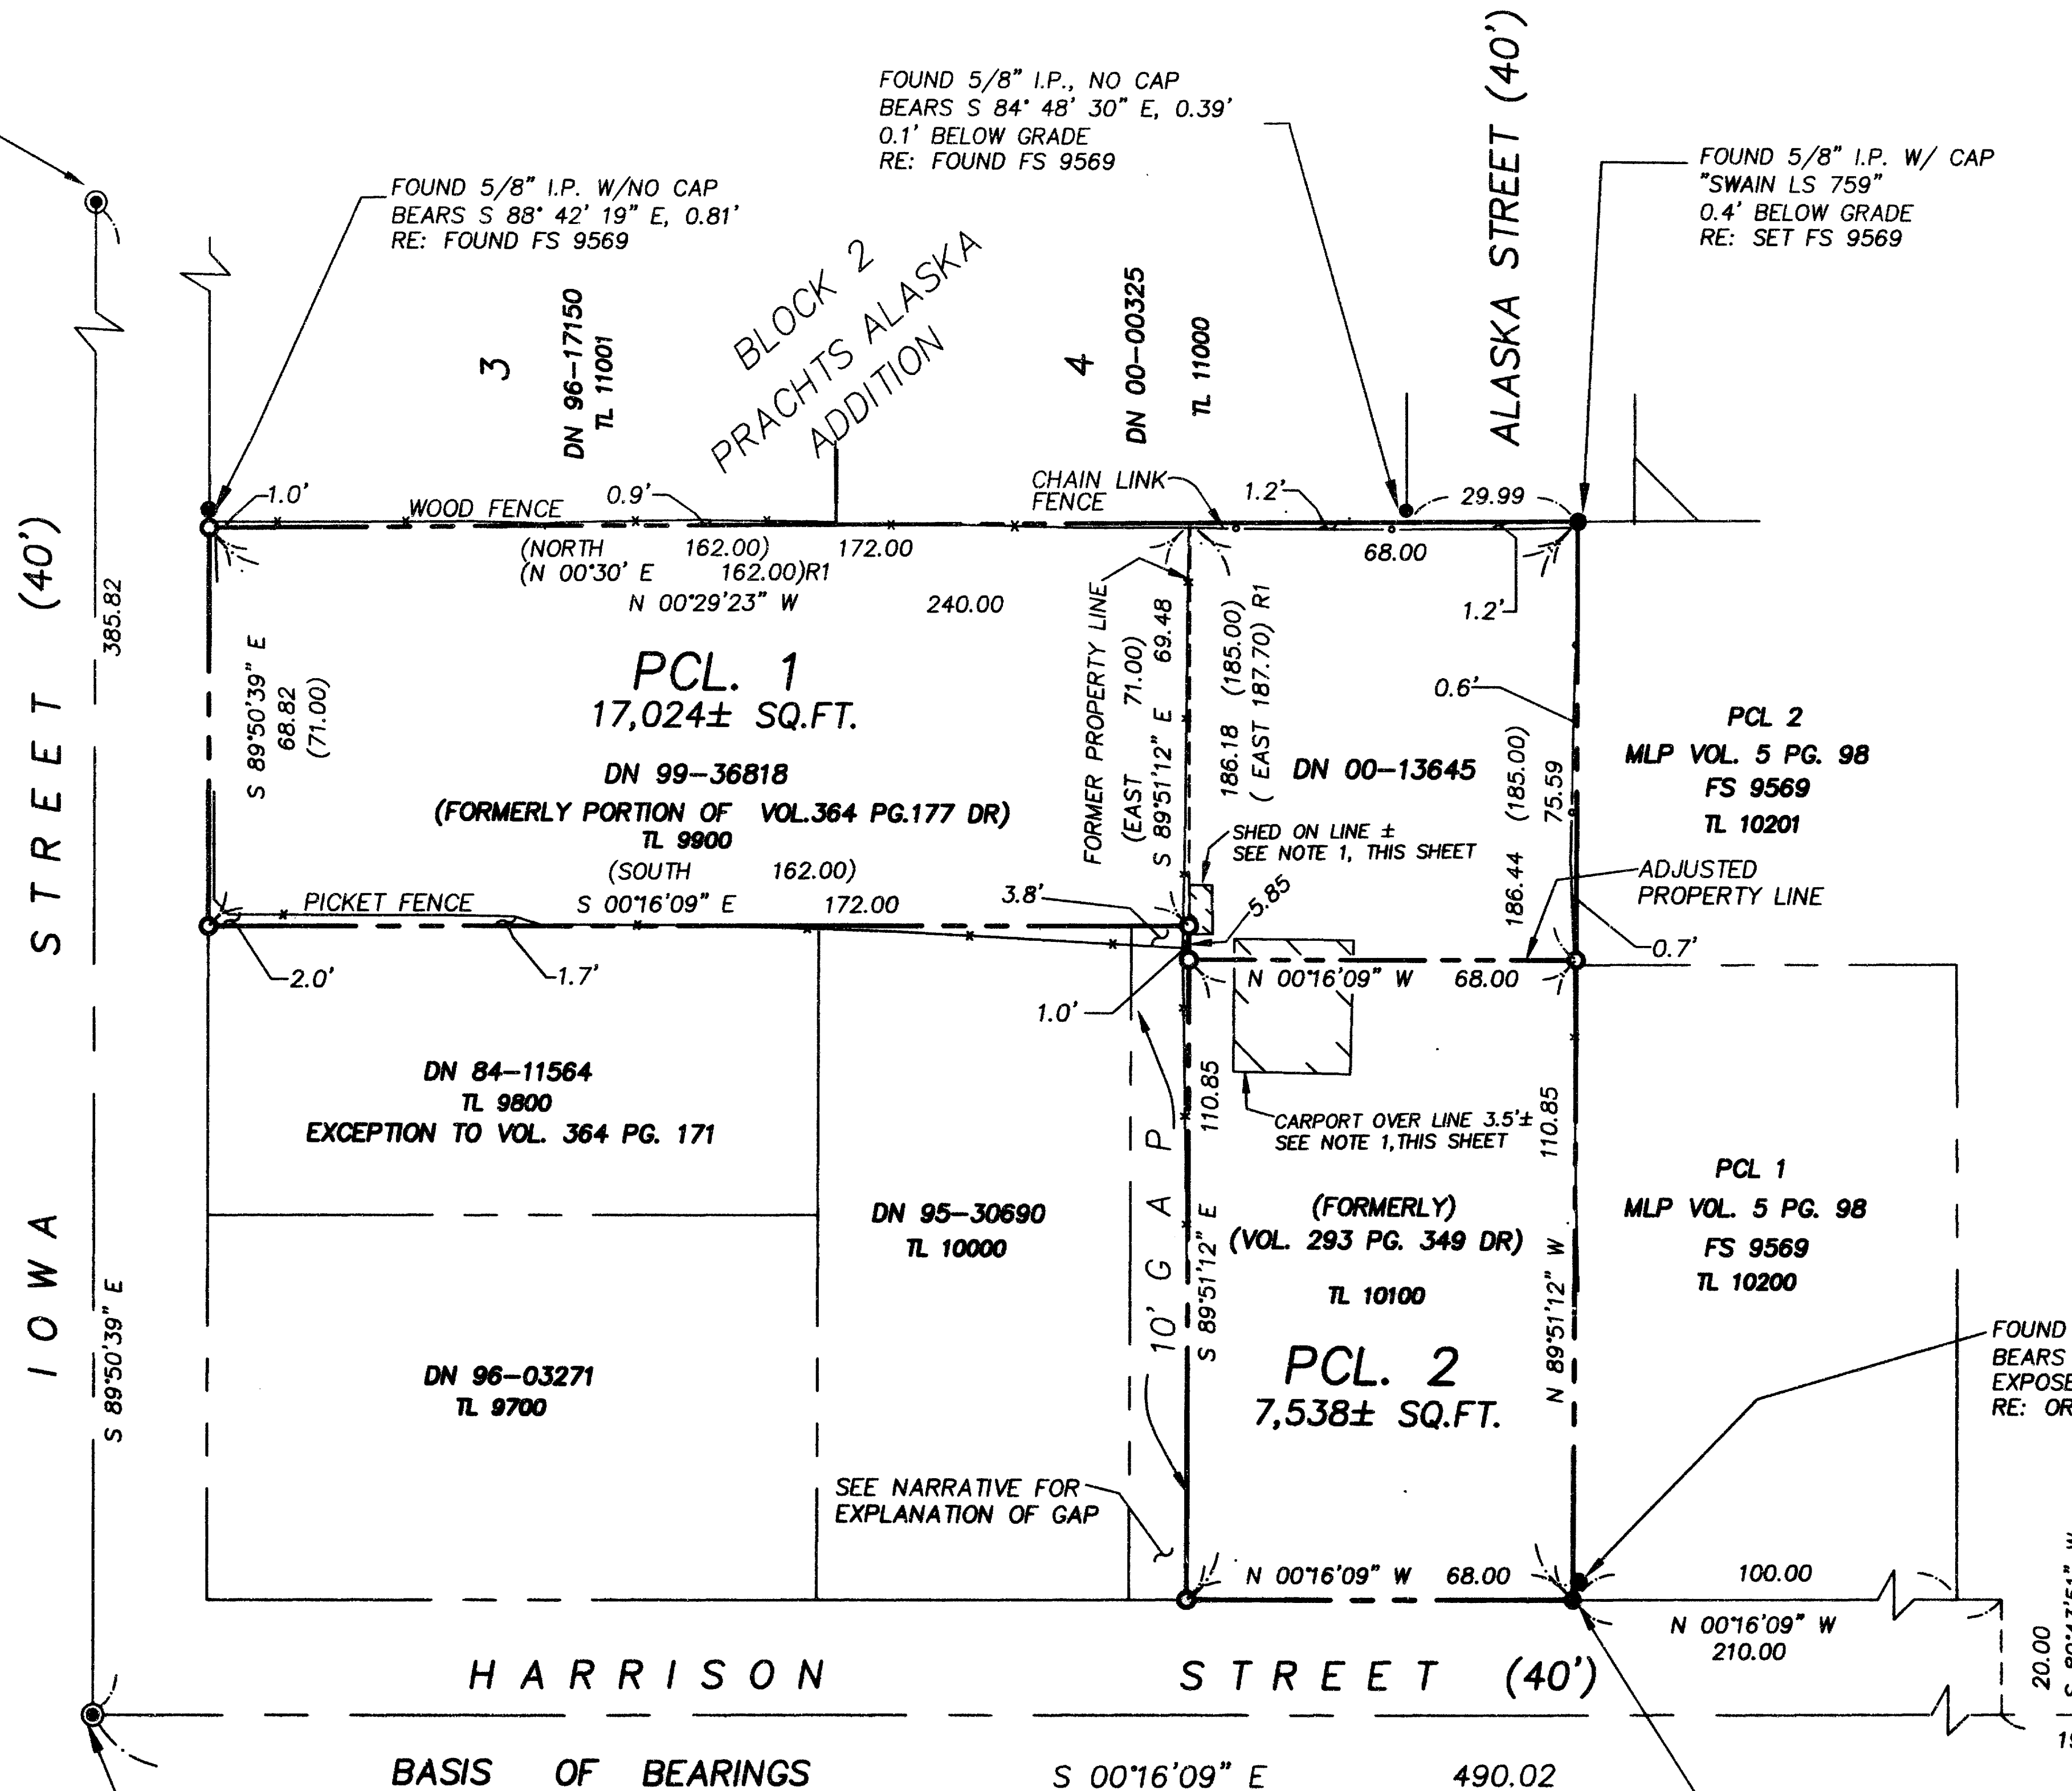 FOUND 5/8" I.P., NO CAP
BEARS S 84° 48' 30" E, 0.39'
0.1' BELOW GRADE
RE: FOUND FS 9569
ALASKA STREET (40')
FOUND 5/8" I.P. W/ CAP
"SWAIN LS 759"
0.4' BELOW GRADE
RE: SET FS 9569
FOUND 5/8" I.P. W/NO CAP
BEARS S 88° 42' 19" E, 0.81'
RE: FOUND FS 9569
BLOCK 2
PRACHTS ALASKA
ADDITION
3
DN 96-17150
TL 11001
4
DN 00-00325
TL 11000
1.0'
WOOD FENCE
0.9'
CHAIN LINK
FENCE
1.2'
29.99
(NORTH 162.00)
172.00
(N 00°30' E 162.00)R1
N 00°29'23" W 240.00
68.00
1.2'
IOWA STREET (40')
385.82
S 89°50'39" E
S 89°50'39" E
68.82
(71.00)
PCL. 1
17,024± SQ.FT.
DN 99-36818
(FORMERLY PORTION OF VOL.364 PG.177 DR)
TL 9900
(SOUTH 162.00)
PICKET FENCE
S 00°16'09" E 172.00
3.8'
2.0'
1.7'
FORMER PROPERTY LINE
(EAST 71.00)
S 89°51'12" E 69.48
186.18 (185.00)
( EAST 187.70) R1
0.6'
DN 00-13645
SHED ON LINE ±
SEE NOTE 1, THIS SHEET
5.85
186.44 (185.00)
75.59
PCL 2
MLP VOL. 5 PG. 98
FS 9569
TL 10201
ADJUSTED
PROPERTY LINE
0.7'
N 00°16'09" W 68.00
1.0'
DN 84-11564
TL 9800
EXCEPTION TO VOL. 364 PG. 171
DN 95-30690
TL 10000
DN 96-03271
TL 9700
10' GAP
110.85
S 89°51'12" E
CARPORT OVER LINE 3.5'±
SEE NOTE 1,THIS SHEET
110.85
N 89°51'12" W
(FORMERLY)
(VOL. 293 PG. 349 DR)
TL 10100
PCL. 2
7,538± SQ.FT.
PCL 1
MLP VOL. 5 PG. 98
FS 9569
TL 10200
FOUND
BEARS
EXPOSE
RE: OR
SEE NARRATIVE FOR
EXPLANATION OF GAP
N 00°16'09" W 68.00
100.00
N 00°16'09" W
210.00
20.00
HARRISON STREET (40')
BASIS OF BEARINGS S 00°16'09" E 490.02